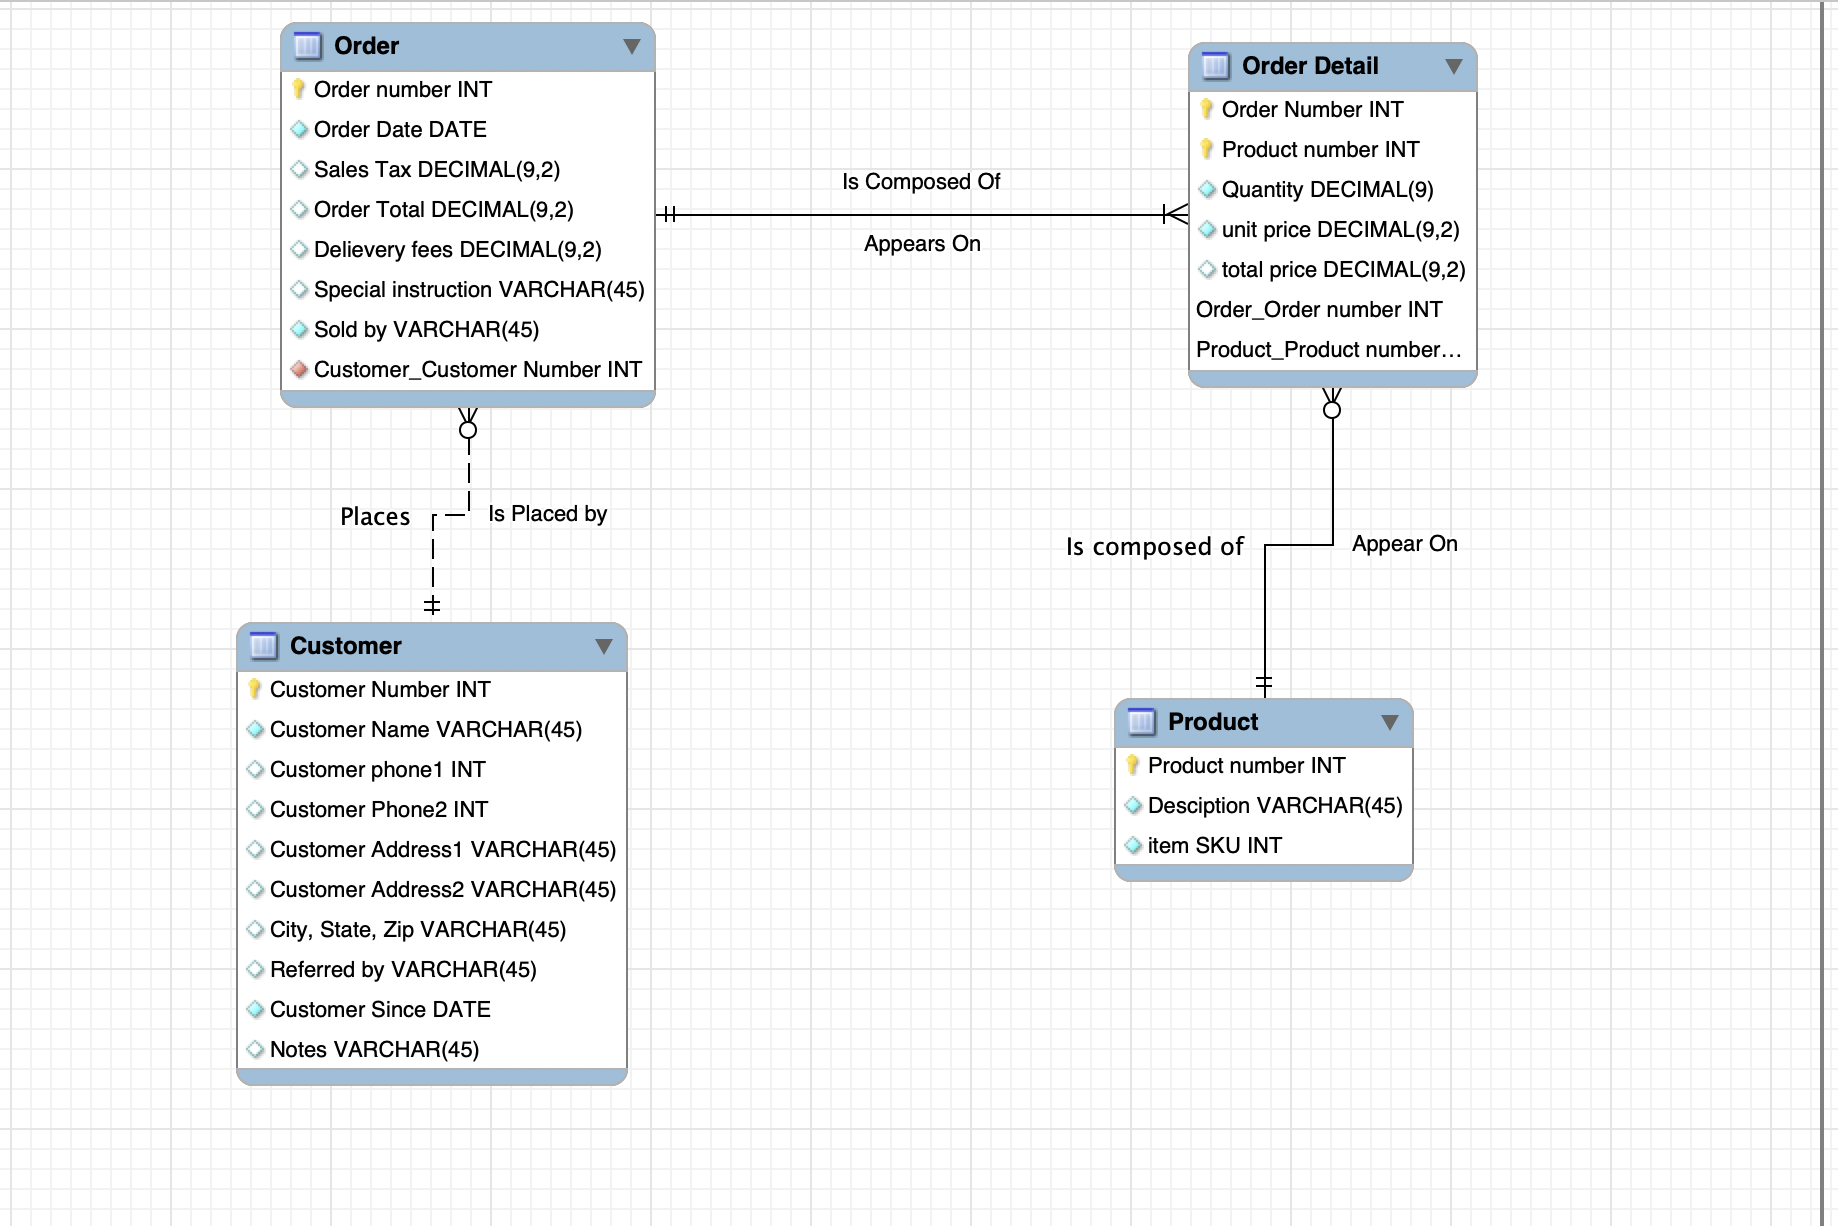 Order
Order number INT
Order Date DATE
Sales Tax DECIMAL(9,2)
Order Total DECIMAL(9,2)
Delievery fees DECIMAL(9,2)
Special instruction VARCHAR(45)
Sold by VARCHAR(45)
Customer_Customer Number INT
Is Composed Of
Appears On
Order Detail
Order Number INT
Product number INT
Quantity DECIMAL(9)
unit price DECIMAL(9,2)
total price DECIMAL(9,2)
Order_Order number INT
Product_Product number...
Places
Is Placed by
Is composed of
Appear On
Customer
Customer Number INT
Customer Name VARCHAR(45)
Customer phone1 INT
Customer Phone2 INT
Customer Address1 VARCHAR(45)
Customer Address2 VARCHAR(45)
City, State, Zip VARCHAR(45)
Referred by VARCHAR(45)
Customer Since DATE
Notes VARCHAR(45)
Product
Product number INT
Desciption VARCHAR(45)
item SKU INT